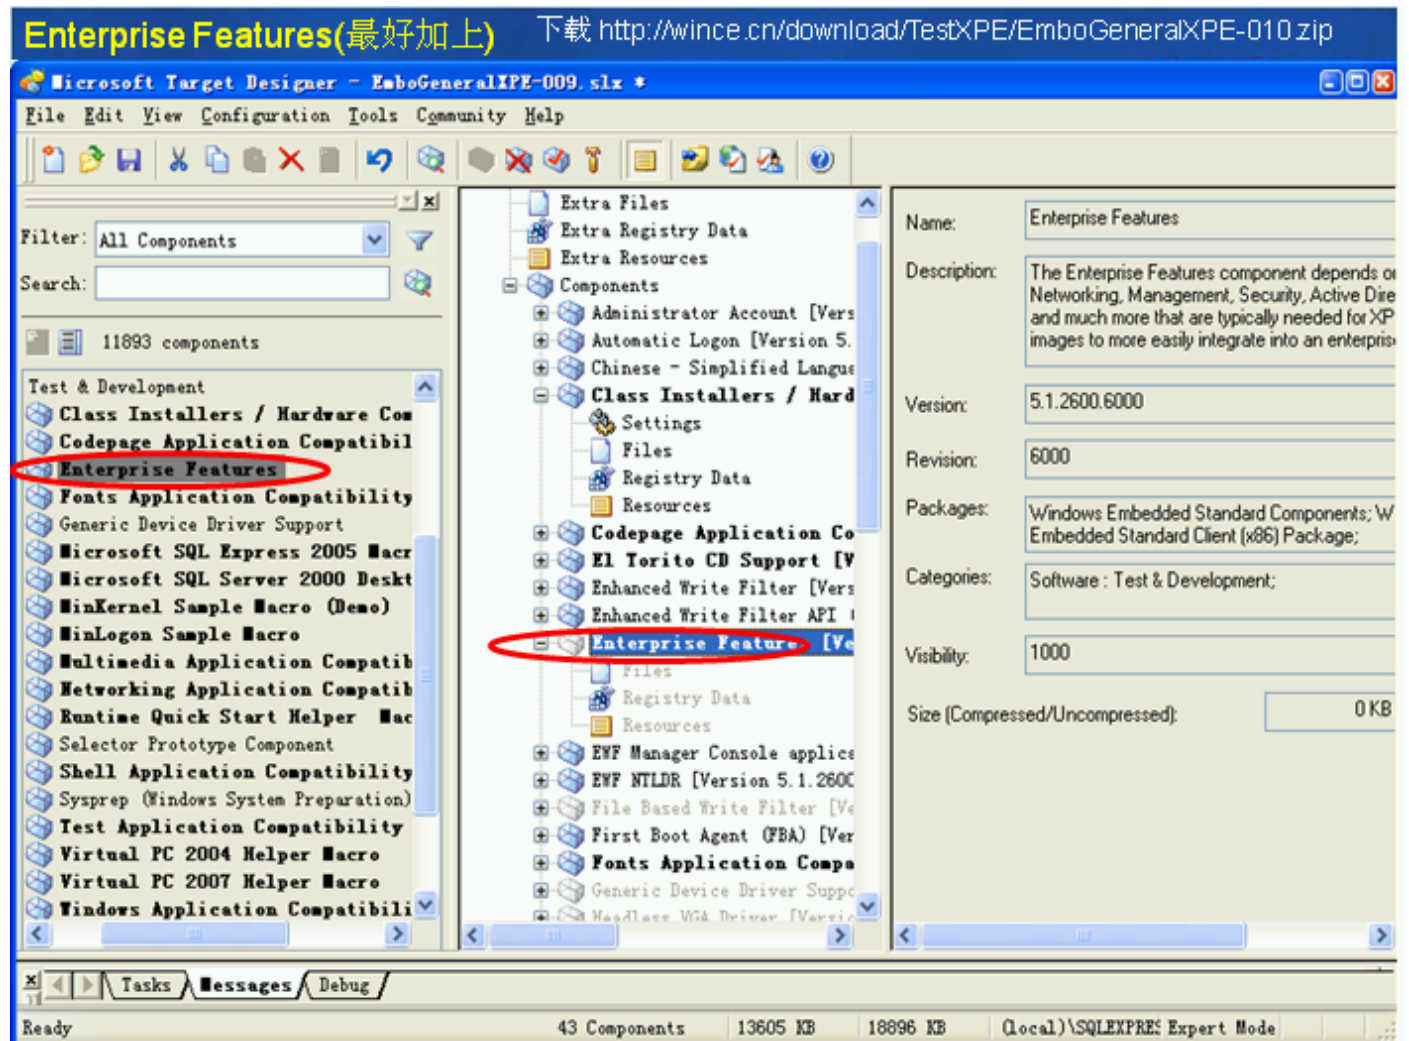 Enterprise Features(最好加上) 下载 http://wince.cn/download/TestXPE/EmboGeneralXPE-010.zip
Microsoft Target Designer - EmboGeneralXPE-009.slx *
File Edit View Configuration Tools Community Help
Filter: All Components
Search:
11893 components
Test & Development
Class Installers / Hardware Com
Codepage Application Compatibil
Enterprise Features
Fonts Application Compatibility
Generic Device Driver Support
Microsoft SQL Express 2005 Macr
Microsoft SQL Server 2000 Deskt
MinKernel Sample Macro (Demo)
MinLogon Sample Macro
Multimedia Application Compatib
Networking Application Compatib
Runtime Quick Start Helper Mac
Selector Prototype Component
Shell Application Compatibility
Sysprep (Windows System Preparation)
Test Application Compatibility
Virtual PC 2004 Helper Macro
Virtual PC 2007 Helper Macro
Windows Application Compatibili
Extra Files
Extra Registry Data
Extra Resources
Components
Administrator Account [Vers
Automatic Logon [Version 5.
Chinese - Simplified Langua
Class Installers / Hard
Settings
Files
Registry Data
Resources
Codepage Application Co
El Torito CD Support [V
Enhanced Write Filter [Vers
Enhanced Write Filter API
Enterprise Features [Ve
Files
Registry Data
Resources
EWF Manager Console applica
EWF NTLDR [Version 5.1.2600
File Based Write Filter [Ve
First Boot Agent (FBA) [Ver
Fonts Application Compa
Generic Device Driver Suppo
Headless VGA Driver [Versio
Name: Enterprise Features
Description: The Enterprise Features component depends on
Networking, Management, Security, Active Dire
and much more that are typically needed for XP
images to more easily integrate into an enterpris
Version: 5.1.2600.6000
Revision: 6000
Packages: Windows Embedded Standard Components; W
Embedded Standard Client (x86) Package;
Categories: Software : Test & Development;
Visibility: 1000
Size (Compressed/Uncompressed): 0 KB
Tasks Messages Debug
Ready 43 Components 13605 KB 18896 KB (local)\SQLEXPRES Expert Mode